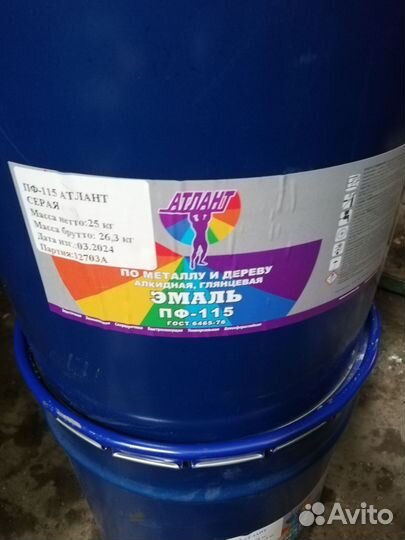 ПФ-115 АТЛАНТ
СЕРАЯ
Масса нетто:25 кг
Масса брутто: 26,3 кг
Дата изг.:03.2024
Партия:12703А
АТЛАНТ
ПО МЕТАЛЛУ И ДЕРЕВУ
АЛКИДНАЯ, ГЛЯНЦЕВАЯ
ЭМАЛЬ
ПФ-115
ГОСТ 6465-76
Avito